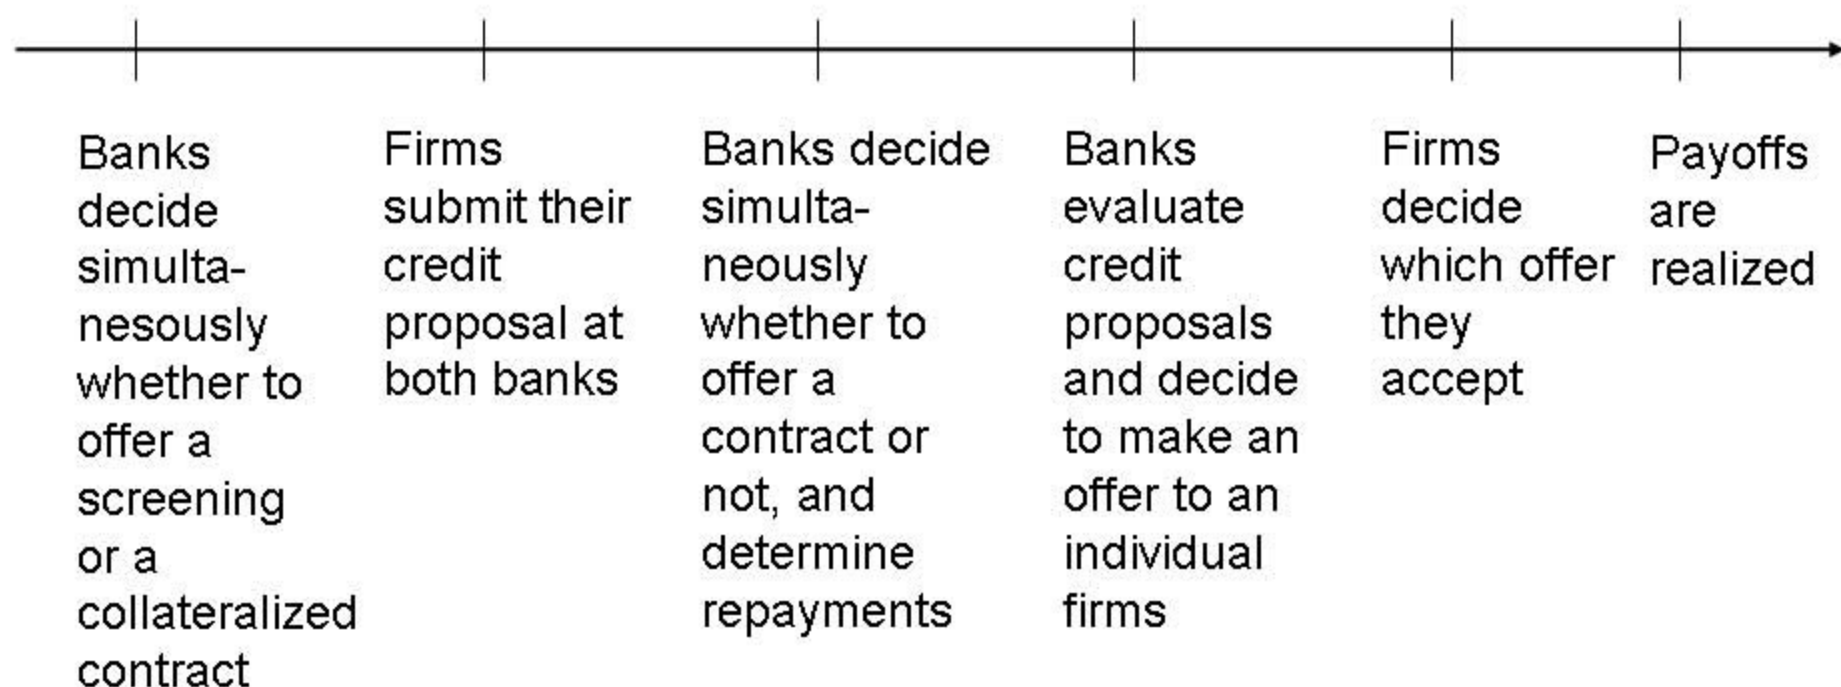 Banks
decide
simulta-
nesously
whether to
offer a
screening
or a
collateralized
contract
Firms
submit their
credit
proposal at
both banks
Banks decide
simulta-
neously
whether to
offer a
contract or
not, and
determine
repayments
Banks
evaluate
credit
proposals
and decide
to make an
offer to an
individual
firms
Firms
decide
which offer
they
accept
Payoffs
are
realized